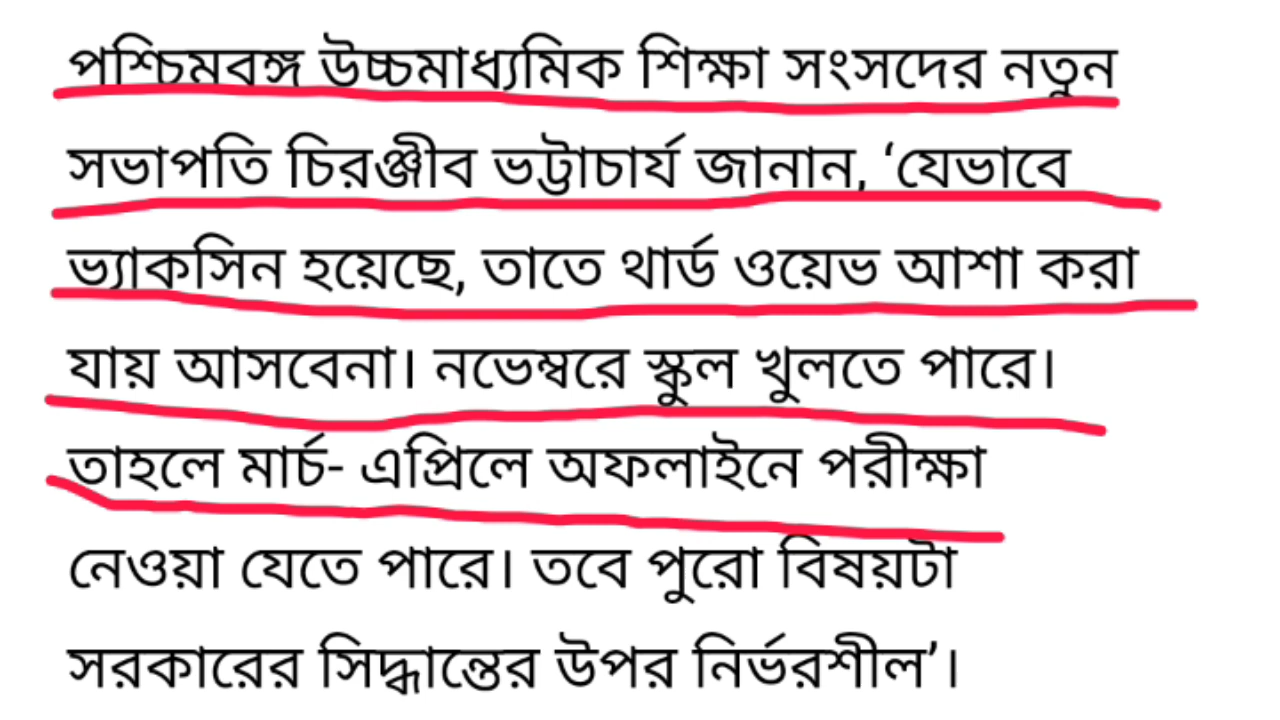 পশ্চিমবঙ্গ উচ্চমাধ্যমিক শিক্ষা সংসদের নতুন
সভাপতি চিরঞ্জীব ভট্টাচার্য জানান, ‘যেভাবে
ভ্যাকসিন হয়েছে, তাতে থার্ড ওয়েভ আশা করা
যায় আসবেনা। নভেম্বরে স্কুল খুলতে পারে।
তাহলে মার্চ- এপ্রিলে অফলাইনে পরীক্ষা
নেওয়া যেতে পারে। তবে পুরো বিষয়টা
সরকারের সিদ্ধান্তের উপর নির্ভরশীল’।